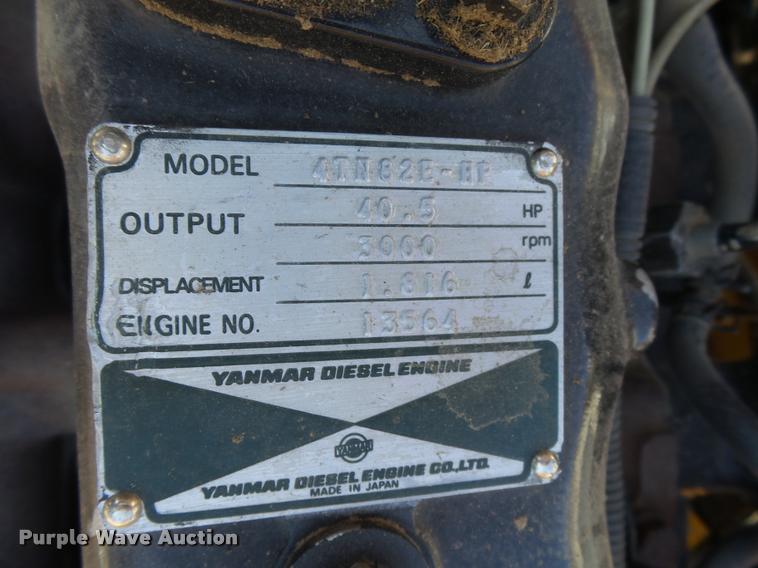 MODEL 4TN82E-HP
OUTPUT 40.5 HP
3000 rpm
DISPLACEMENT 1.816 ℓ
ENGINE NO. 13564
YANMAR DIESEL ENGINE
YANMAR
YANMAR DIESEL ENGINE CO.,LTD.
MADE IN JAPAN
Purple Wave Auction